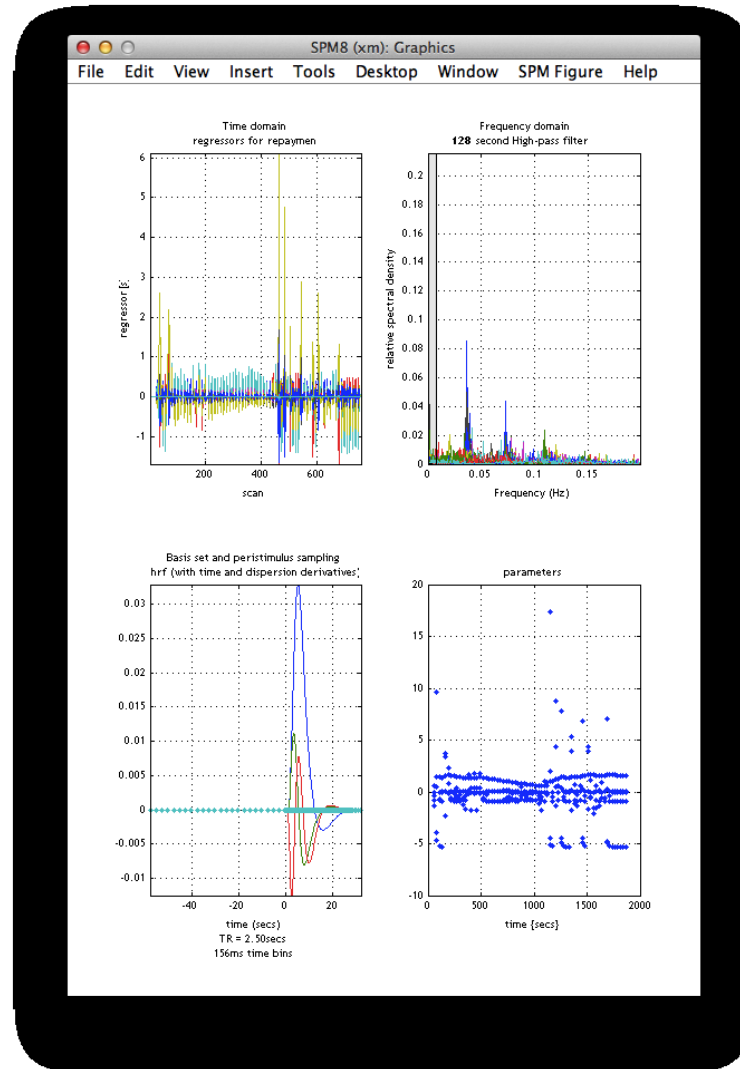 SPM8 (xm): Graphics
File Edit View Insert Tools Desktop Window SPM Figure Help
Time domain
regressors for repaymen
6
5
4
3
2
1
0
-1
regressor [s]
200 400 600
scan
Frequency domain
128 second High-pass filter
0.2
0.18
0.16
0.14
0.12
0.1
0.08
0.06
0.04
0.02
0
relative spectral density
0 0.05 0.1 0.15
Frequency (Hz)
Basis set and peristimulus sampling
hrf (with time and dispersion derivatives)
0.03
0.025
0.02
0.015
0.01
0.005
0
-0.005
-0.01
-40 -20 0 20
time (secs)
TR = 2.50secs
156ms time bins
parameters
20
15
10
5
0
-5
-10
0 500 1000 1500 2000
time {secs}